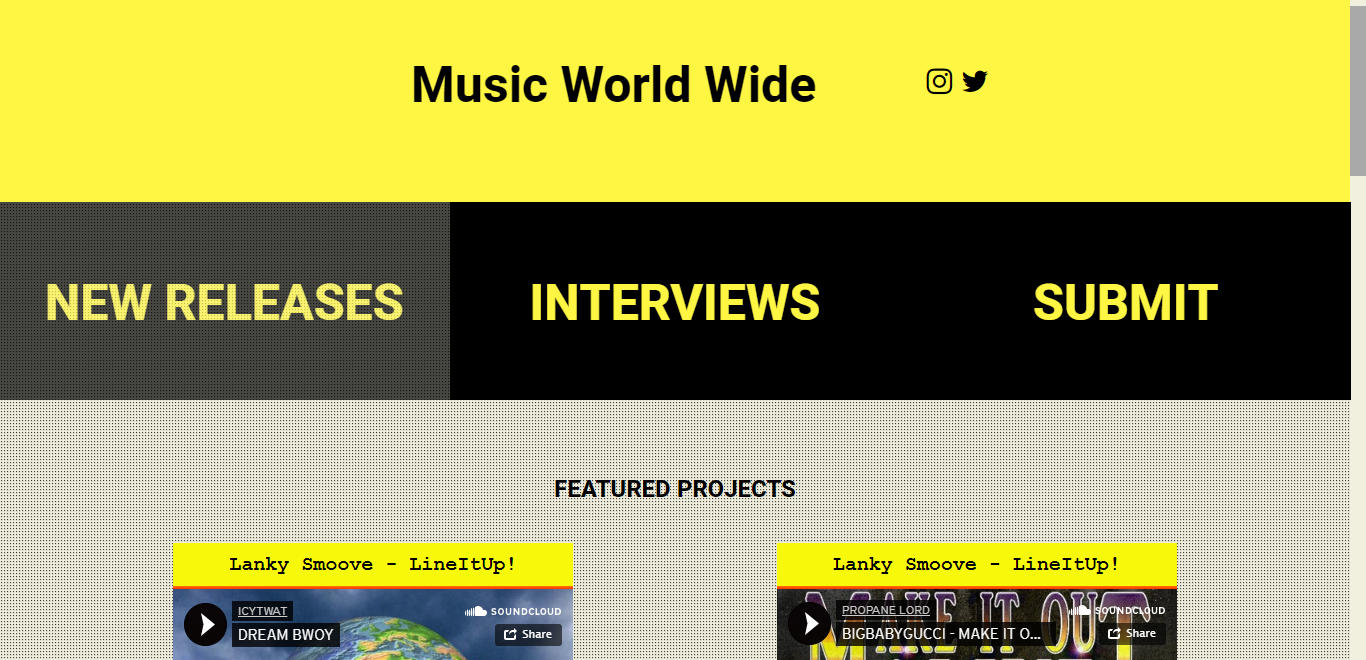 Music World Wide
NEW RELEASES
INTERVIEWS
SUBMIT
FEATURED PROJECTS
Lanky Smoove - LineItUp!
ICYTWAT
DREAM BWOY
SOUNDCLOUD
Share
Lanky Smoove - LineItUp!
PROPANE LORD
BIGBABYGUCCI - MAKE IT O...
SOUNDCLOUD
Share
MAKE IT OUT